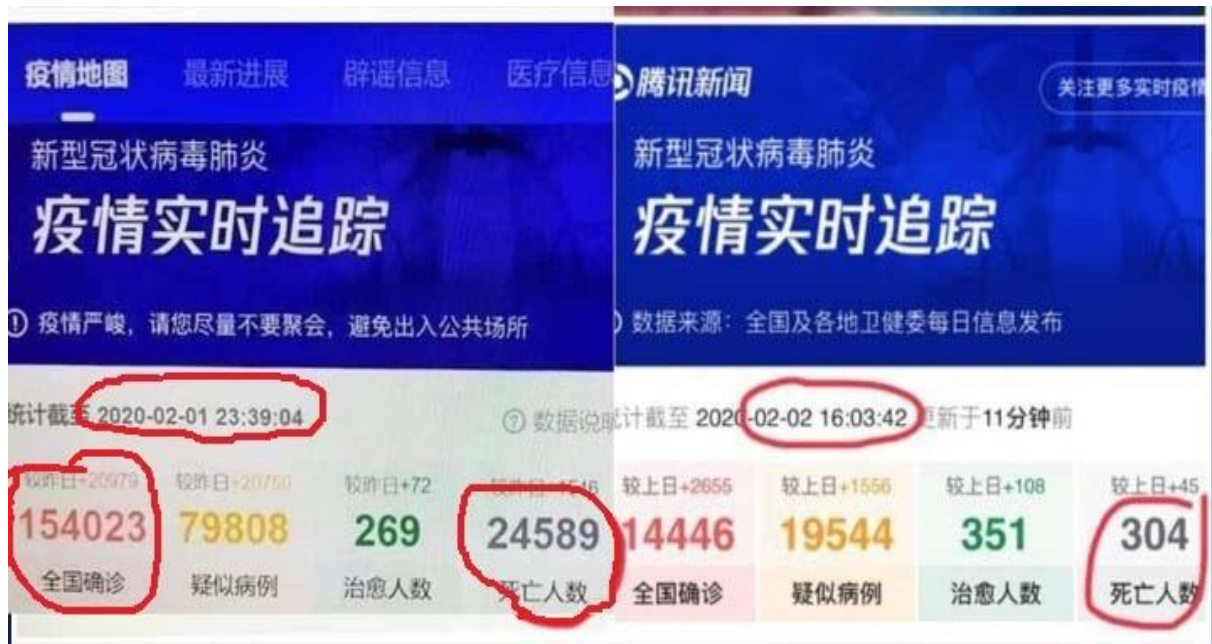 疫情地图 最新进展 辟谣信息 医疗信息
新型冠状病毒肺炎
疫情实时追踪
疫情严峻，请您尽量不要聚会，避免出入公共场所
统计截至 2020-02-01 23:39:04
数据说
较昨日+20979 较昨日+20750 较昨日+72 较昨日+1546
154023 79808 269 24589
全国确诊 疑似病例 治愈人数 死亡人数
腾讯新闻
关注更多实时疫情
新型冠状病毒肺炎
疫情实时追踪
数据来源：全国及各地卫健委每日信息发布
计截至 2020-02-02 16:03:42 更新于11分钟前
较上日+2655 较上日+1556 较上日+108 较上日+45
14446 19544 351 304
全国确诊 疑似病例 治愈人数 死亡人数